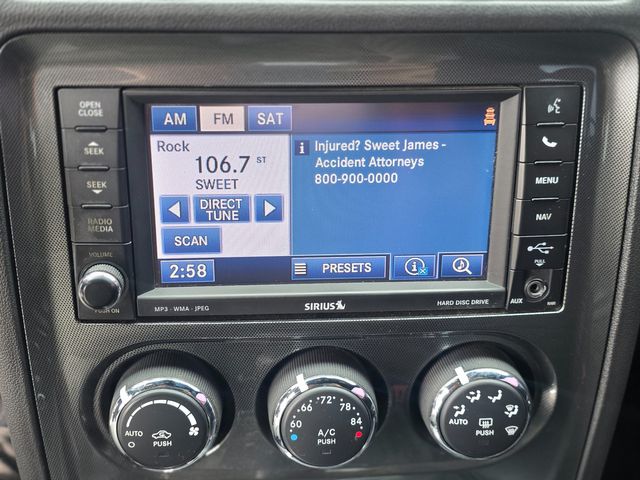 OPEN
CLOSE
SEEK
SEEK
RADIO
MEDIA
VOLUME
PUSH ON
AM FM SAT
Rock
106.7 ST
SWEET
DIRECT
TUNE
SCAN
2:58
i Injured? Sweet James -
Accident Attorneys
800-900-0000
PRESETS
i
MP3 - WMA - JPEG
SIRIUS
HARD DISC DRIVE
MENU
NAV
PULL
AUX
AUTO
PUSH
60 66 72° 78 84
A/C
PUSH
AUTO
PUSH